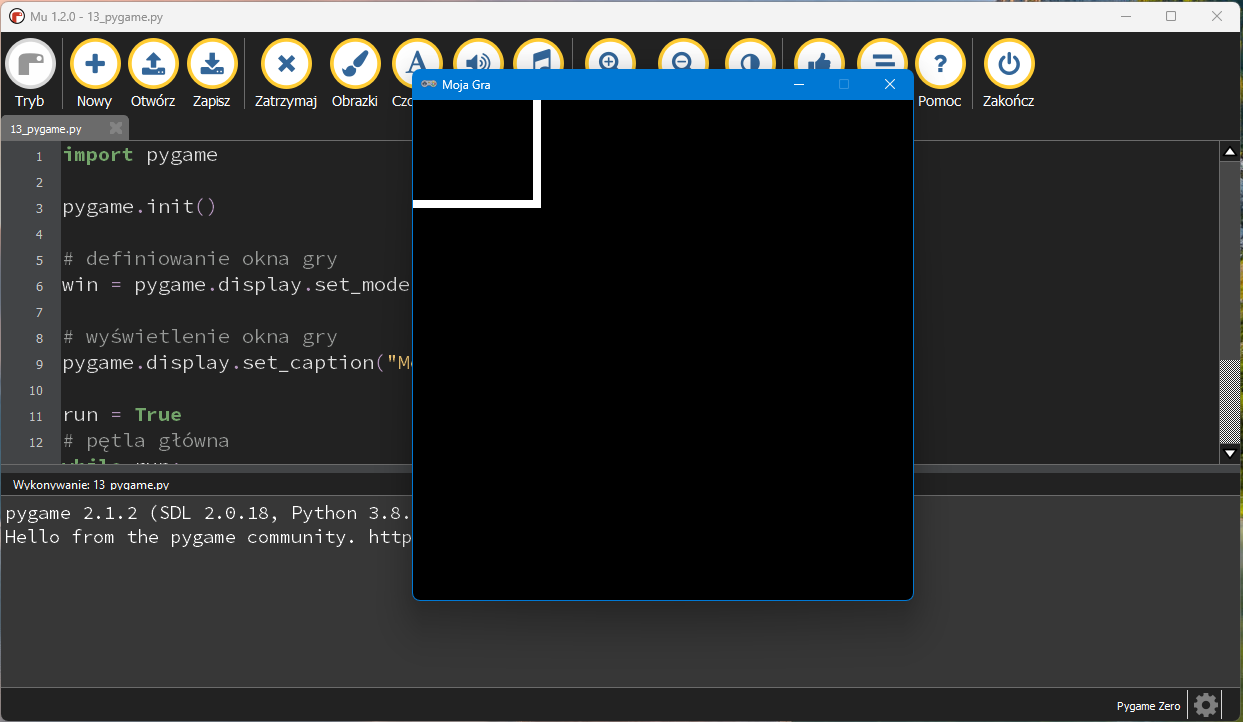 Mu 1.2.0 - 13_pygame.py
Tryb Nowy Otwórz Zapisz Zatrzymaj Obrazki Pomoc Zakończ
Moja Gra
13_pygame.py
1 import pygame
2
3 pygame.init()
4
5 # definiowanie okna gry
6 win = pygame.display.set_mode
7
8 # wyświetlenie okna gry
9 pygame.display.set_caption("M
10
11 run = True
12 # pętla główna
while run:
Wykonywanie: 13_pygame.py
pygame 2.1.2 (SDL 2.0.18, Python 3.8.
Hello from the pygame community. http
Pygame Zero